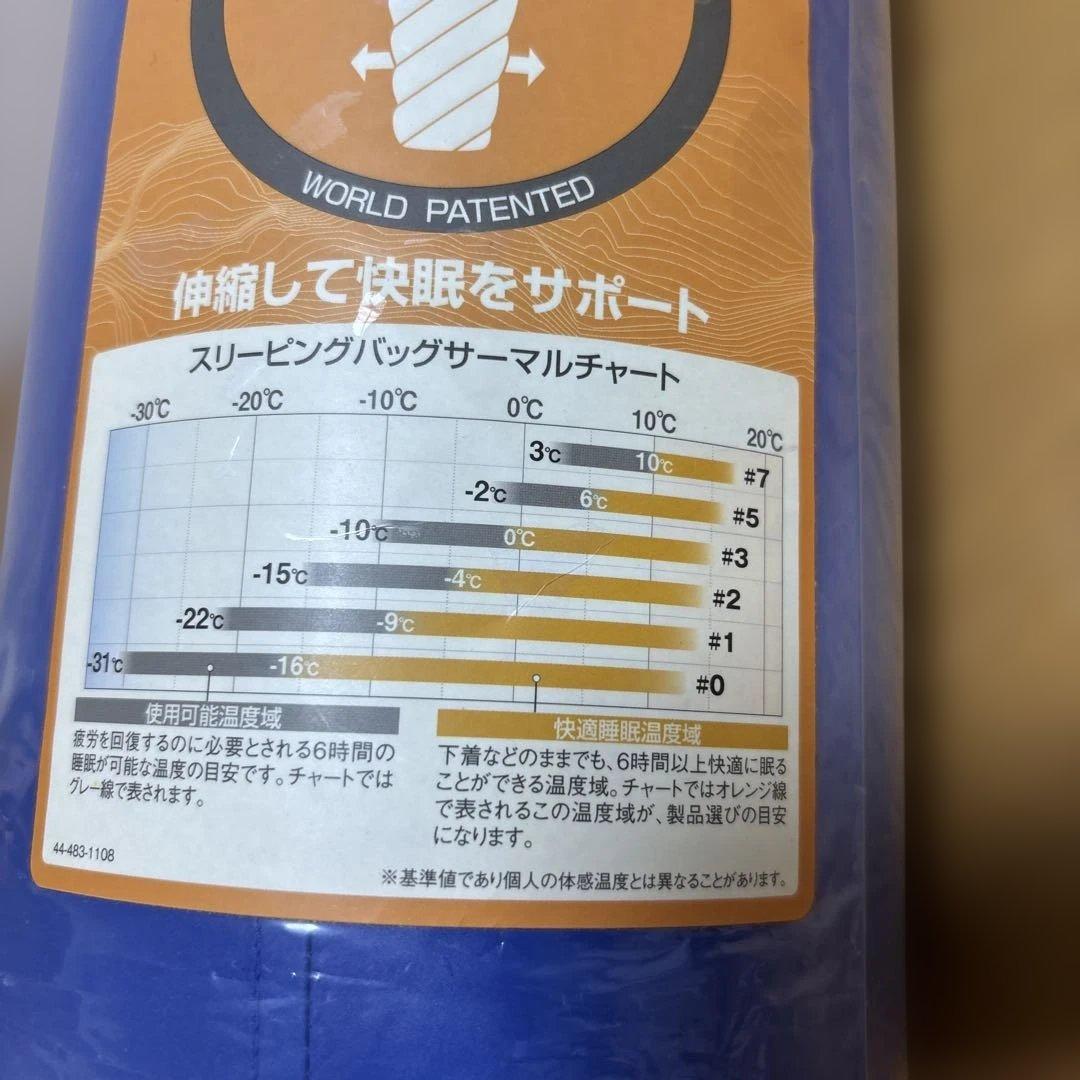 WORLD PATENTED
伸縮して快眠をサポート
スリーピングバッグサーマルチャート
-30℃ -20℃ -10℃ 0℃ 10℃ 20℃
3℃ 10℃ #7
-2℃ 6℃ #5
-10℃ 0℃ #3
-15℃ -4℃ #2
-22℃ -9℃ #1
-31℃ -16℃ #0
使用可能温度域
疲労を回復するのに必要とされる6時間の
睡眠が可能な温度の目安です。チャートでは
グレー線で表されます。
快適睡眠温度域
下着などのままでも、6時間以上快適に眠る
ことができる温度域。チャートではオレンジ線
で表されるこの温度域が、製品選びの目安
になります。
44-483-1108
※基準値であり個人の体感温度とは異なることがあります。